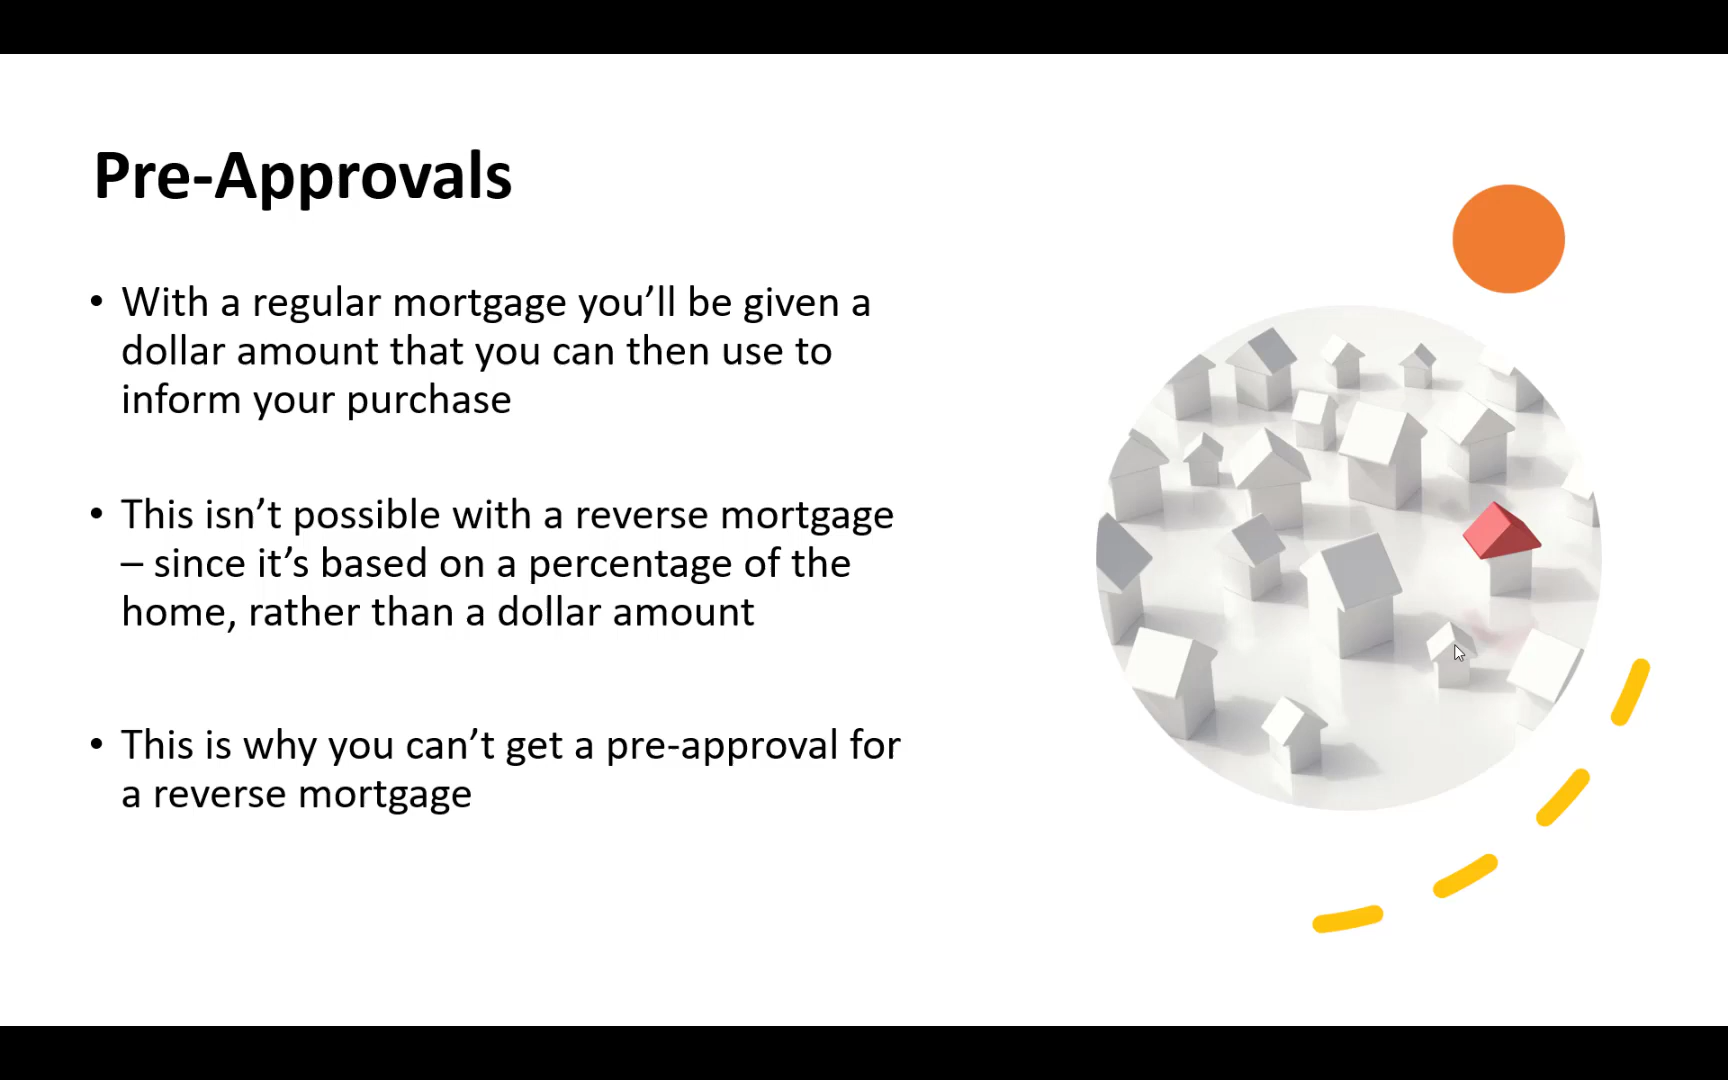 Pre-Approvals
• With a regular mortgage you’ll be given a
dollar amount that you can then use to
inform your purchase
• This isn’t possible with a reverse mortgage
– since it’s based on a percentage of the
home, rather than a dollar amount
• This is why you can’t get a pre-approval for
a reverse mortgage